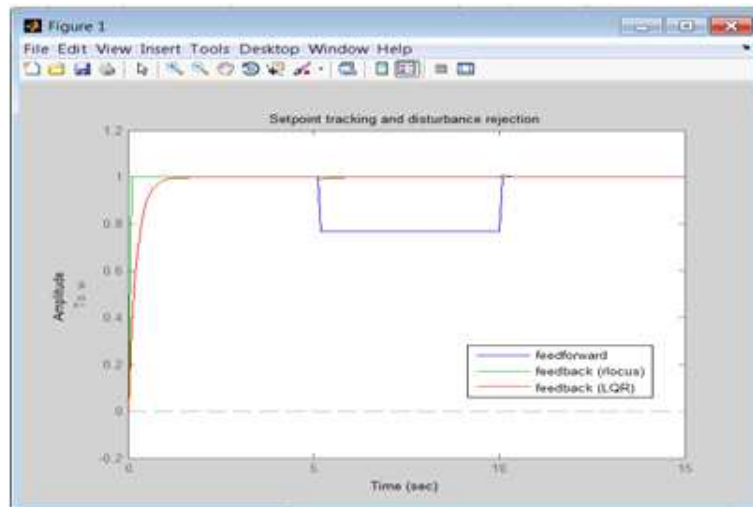 Figure 1
File Edit View Insert Tools Desktop Window Help
Setpoint tracking and disturbance rejection
1.2
1
0.8
0.6
0.4
0.2
0
-0.2
Amplitude
0
5
10
15
Time (sec)
feedforward
feedback (rlocus)
feedback (LQR)